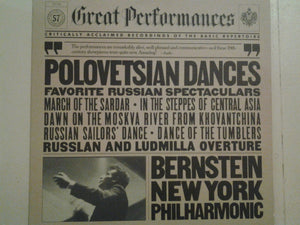 57
Great Performances
CRITICALLY ACCLAIMED RECORDINGS OF THE BASIC REPERTOIRE
POLOVETSIAN DANCES
FAVORITE RUSSIAN SPECTACULARS
MARCH OF THE SARDAR • IN THE STEPPES OF CENTRAL ASIA
DAWN ON THE MOSKVA RIVER FROM KHOVANTCHINA
RUSSIAN SAILORS' DANCE • DANCE OF THE TUMBLERS
RUSSLAN AND LUDMILLA OVERTURE
BERNSTEIN
NEW YORK
PHILHARMONIC